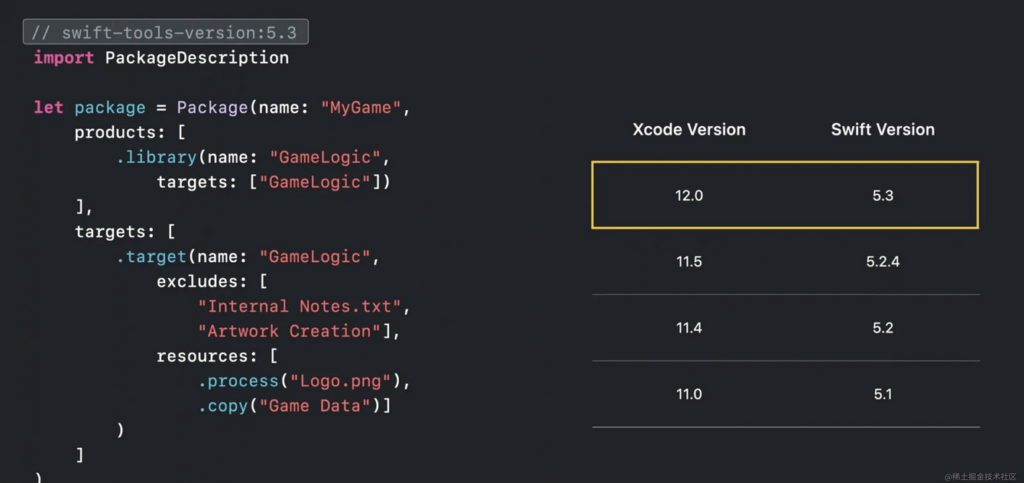 // swift-tools-version:5.3
import PackageDescription
let package = Package(name: "MyGame",
products: [
.library(name: "GameLogic",
targets: ["GameLogic"])
],
targets: [
.target(name: "GameLogic",
excludes: [
"Internal Notes.txt",
"Artwork Creation"],
resources: [
.process("Logo.png"),
.copy("Game Data")]
)
]
)
Xcode Version Swift Version
12.0 5.3
11.5 5.2.4
11.4 5.2
11.0 5.1
@稀土掘金技术社区